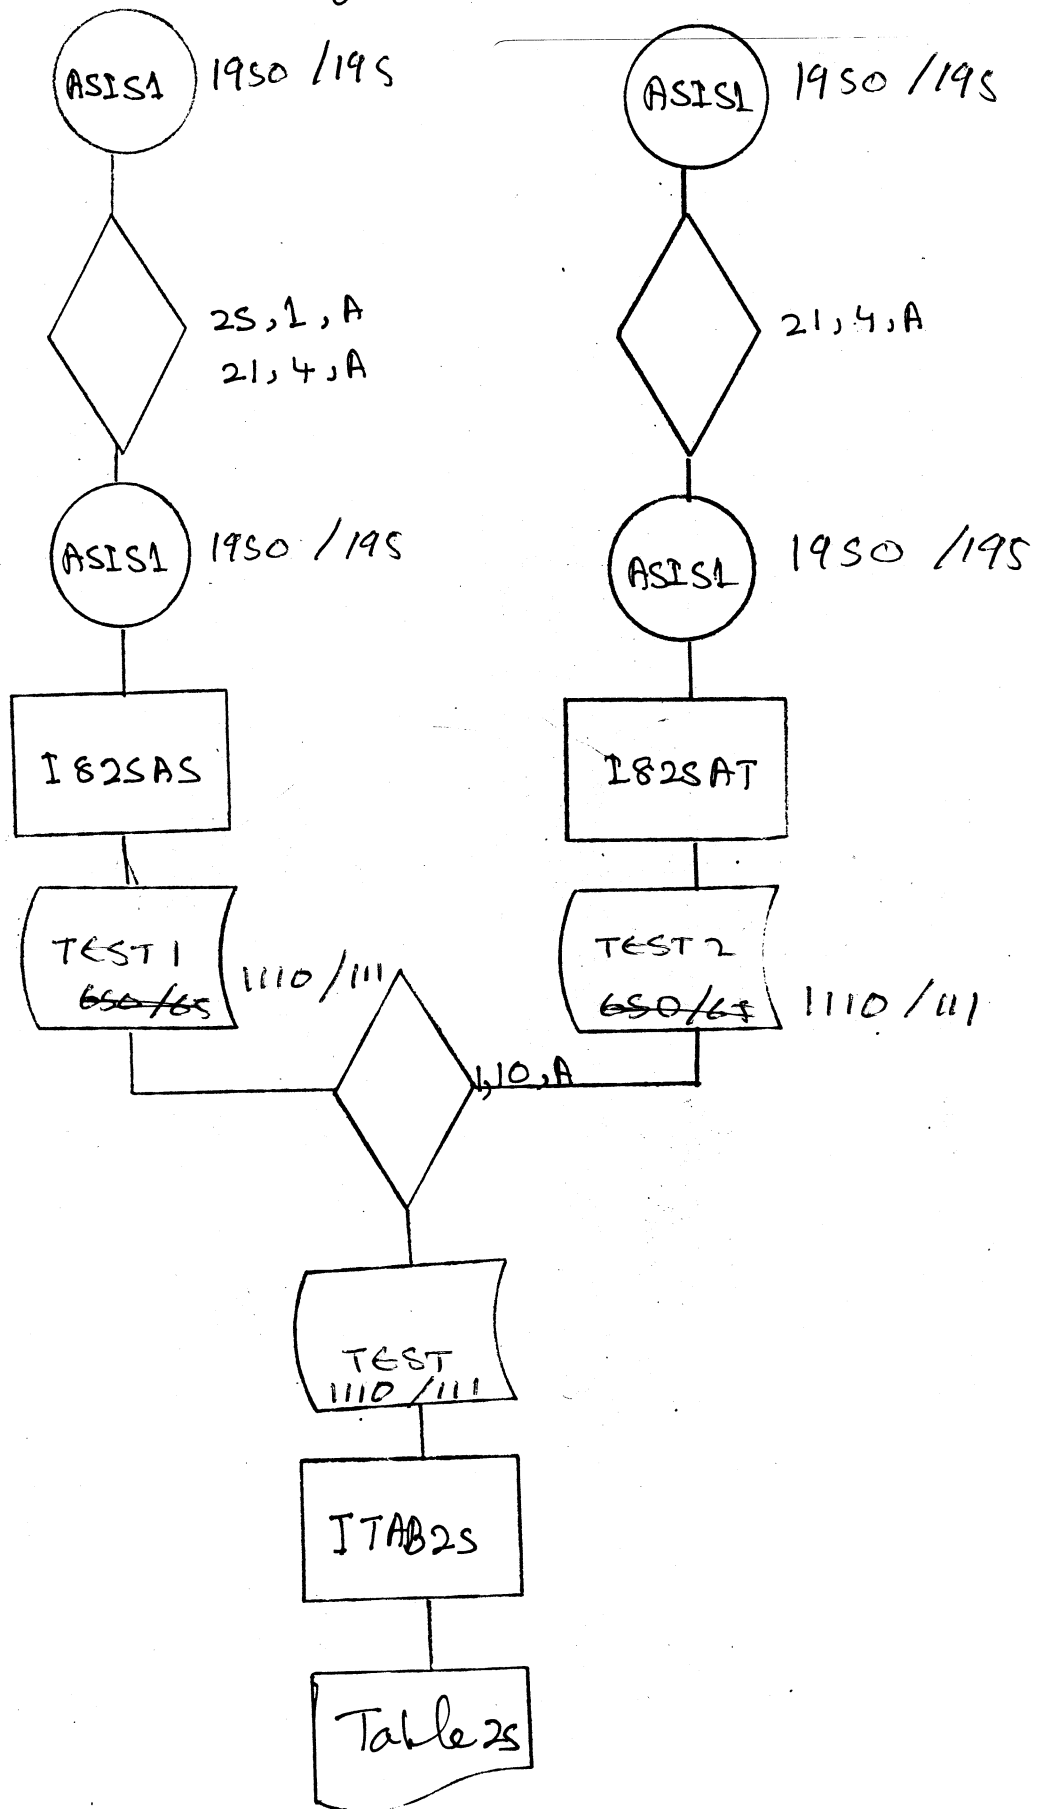 ASIS1 1950 /195
ASIS1 1950 /195
25,1,A
21,4,A
21,4,A
ASIS1 1950 /195
ASIS1 1950 /195
I825AS
I825AT
TEST 1
650/65 1110 /111
TEST 2
650/65 1110 /111
1,10,A
TEST
1110 /111
ITAB25
Table 25